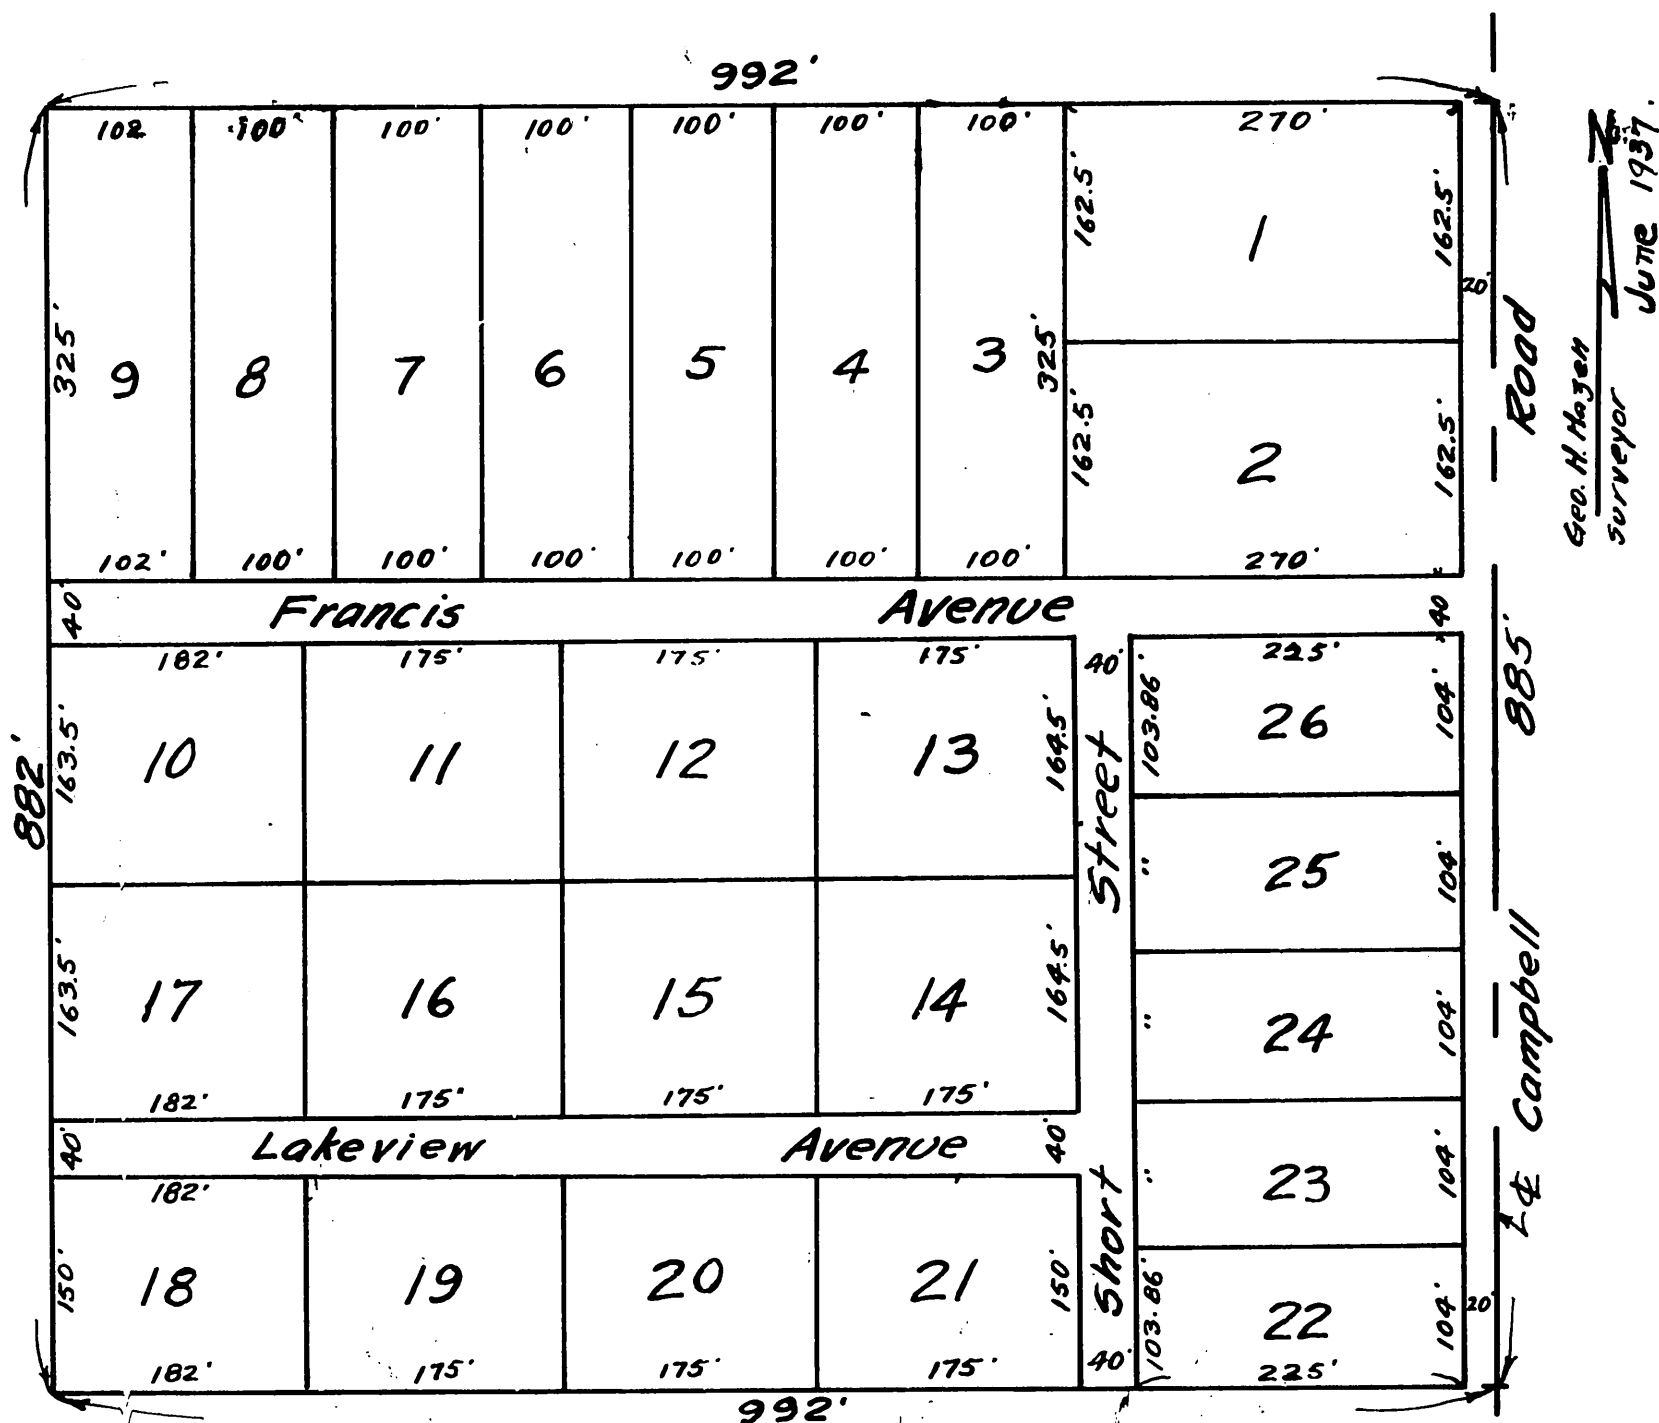 992'
102 100' 100' 100' 100' 100' 100' 270'
162.5' 162.5'
1
20'
N
June 1937.
Geo. H. Hazen
Surveyor
325' 9 8 7 6 5 4 3 325'
162.5' 162.5'
2
Road
102' 100' 100' 100' 100' 100' 100' 270'
40' Francis Avenue 40
182' 175' 175' 175' 40' 225'
163.5' 10 11 12 13 164.5' 103.86' 26 104'
882'
885'
Street
" 25 104'
163.5' 17 16 15 14 164.5' " 24 104'
182' 175' 175' 175'
40' Lakeview Avenue 40'
" 23 104'
℄ Campbell
182'
150' 18 19 20 21 150' Short 103.86' 22 104' 20'
182' 175' 175' 175' 40' 225'
992'